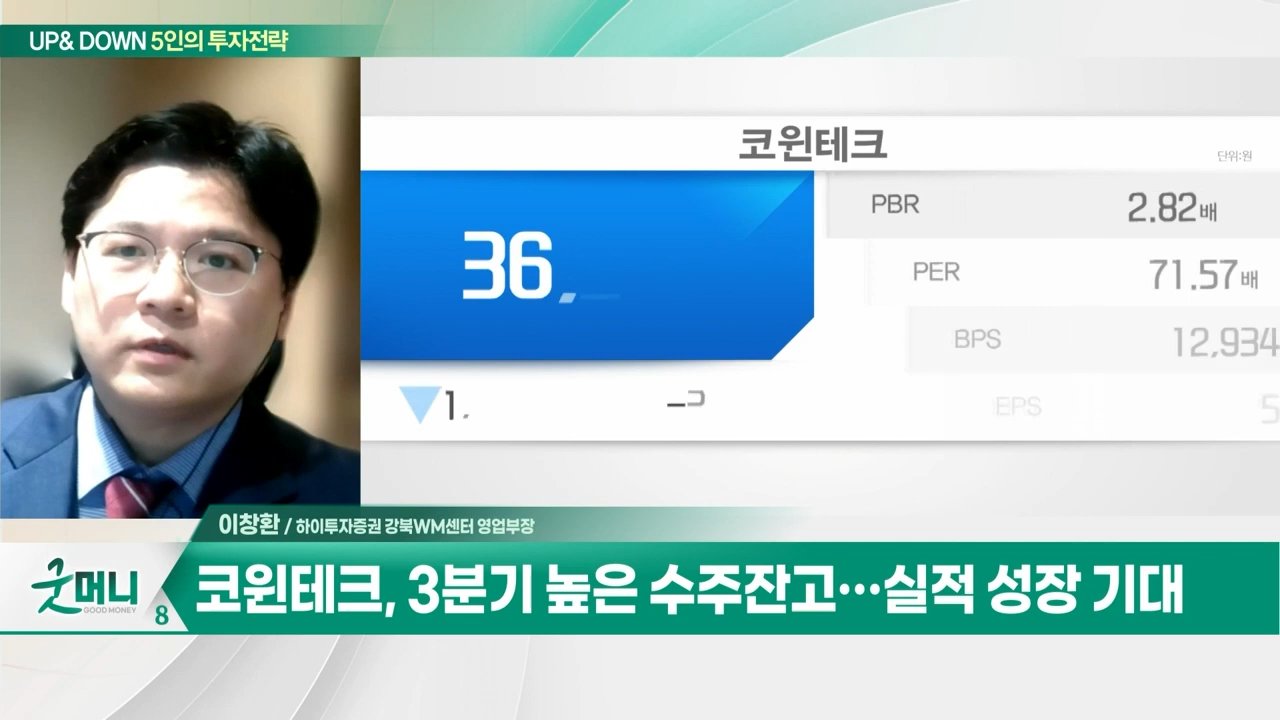 UP& DOWN 5인의 투자전략
코윈테크
단위:원
36
PBR 2.82배
PER 71.57배
BPS 12,934
EPS 5
▼1
이창환 / 하이투자증권 강북WM센터 영업부장
굿머니
GOOD MONEY
8
코윈테크, 3분기 높은 수주잔고…실적 성장 기대